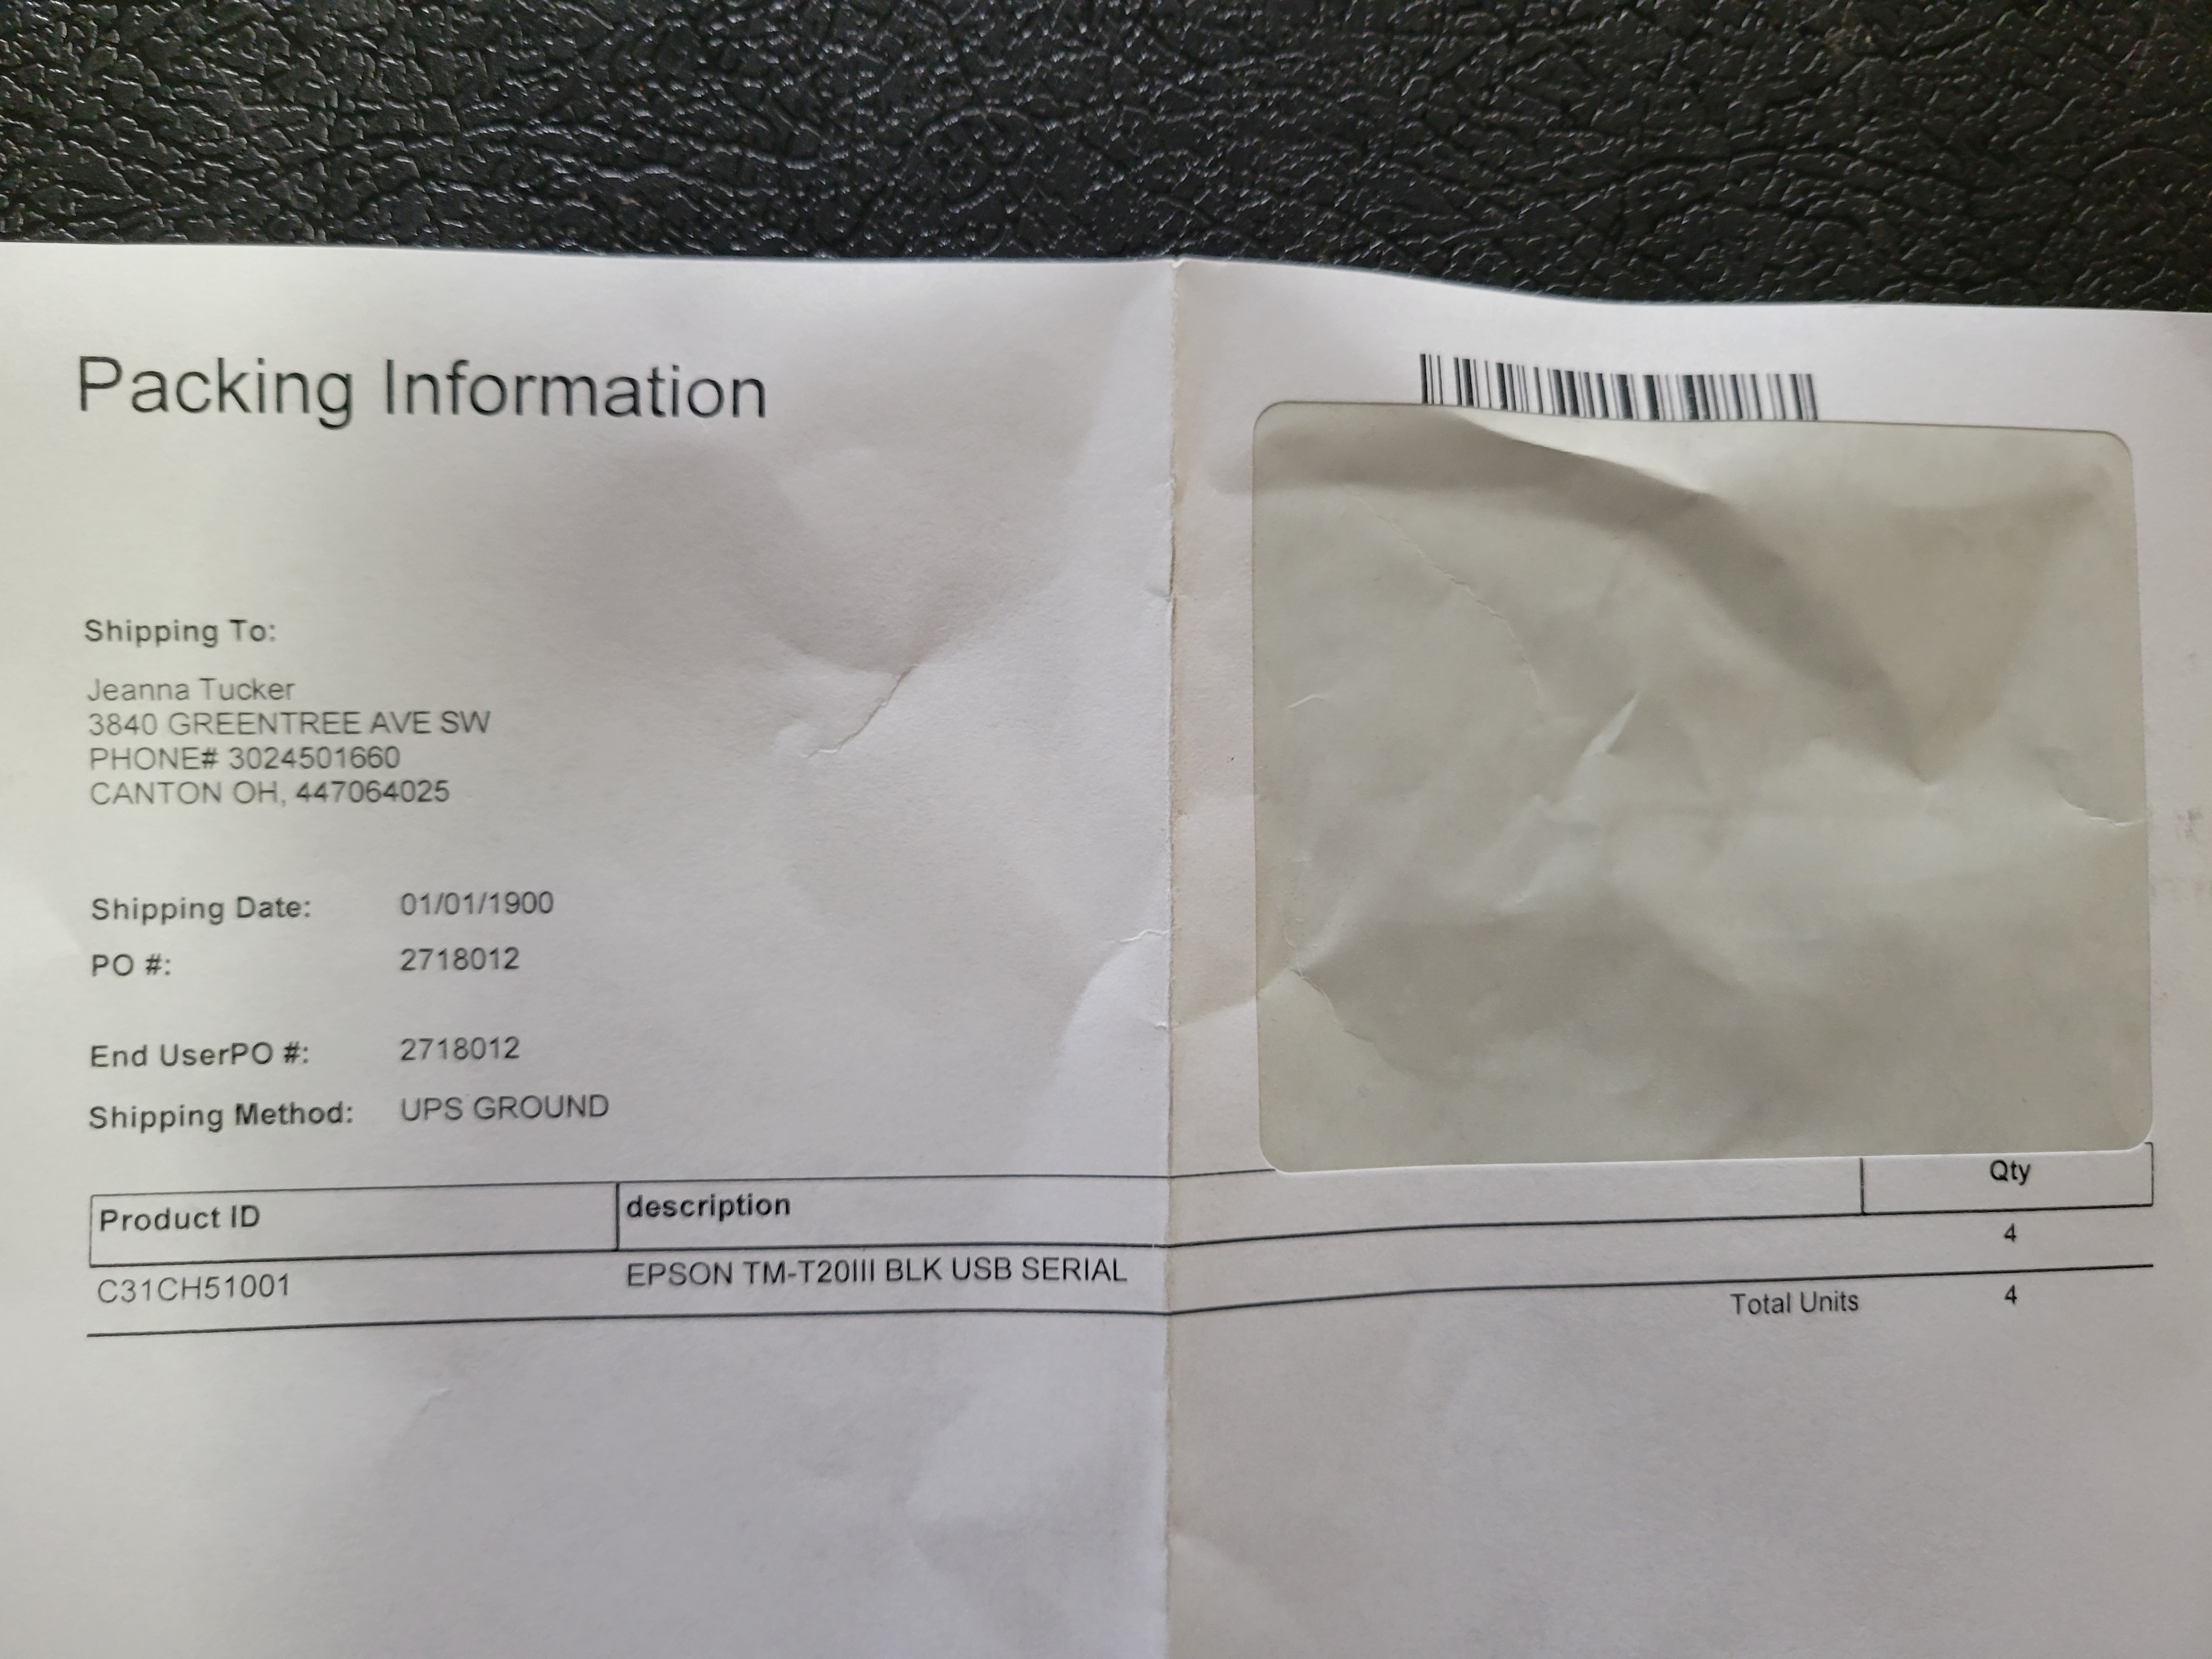 Packing Information
Shipping To:
Jeanna Tucker
3840 GREENTREE AVE SW
PHONE# 3024501660
CANTON OH, 447064025
Shipping Date: 01/01/1900
PO #: 2718012
End UserPO #: 2718012
Shipping Method: UPS GROUND
Product ID description Qty
C31CH51001 EPSON TM-T20III BLK USB SERIAL 4
Total Units 4